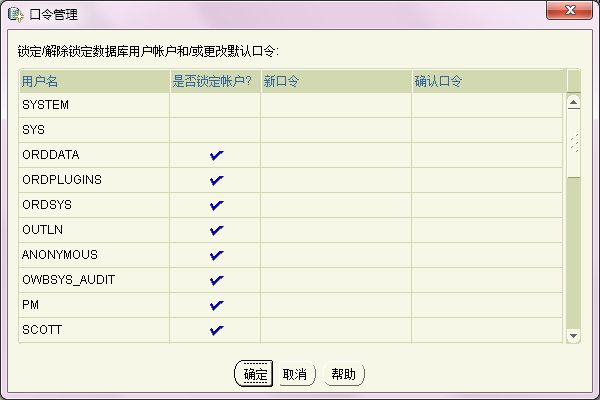 口令管理
锁定/解除锁定数据库用户帐户和/或更改默认口令:
用户名 是否锁定帐户? 新口令 确认口令
SYSTEM
SYS
ORDDATA
ORDPLUGINS
ORDSYS
OUTLN
ANONYMOUS
OWBSYS_AUDIT
PM
SCOTT
确定 取消 帮助